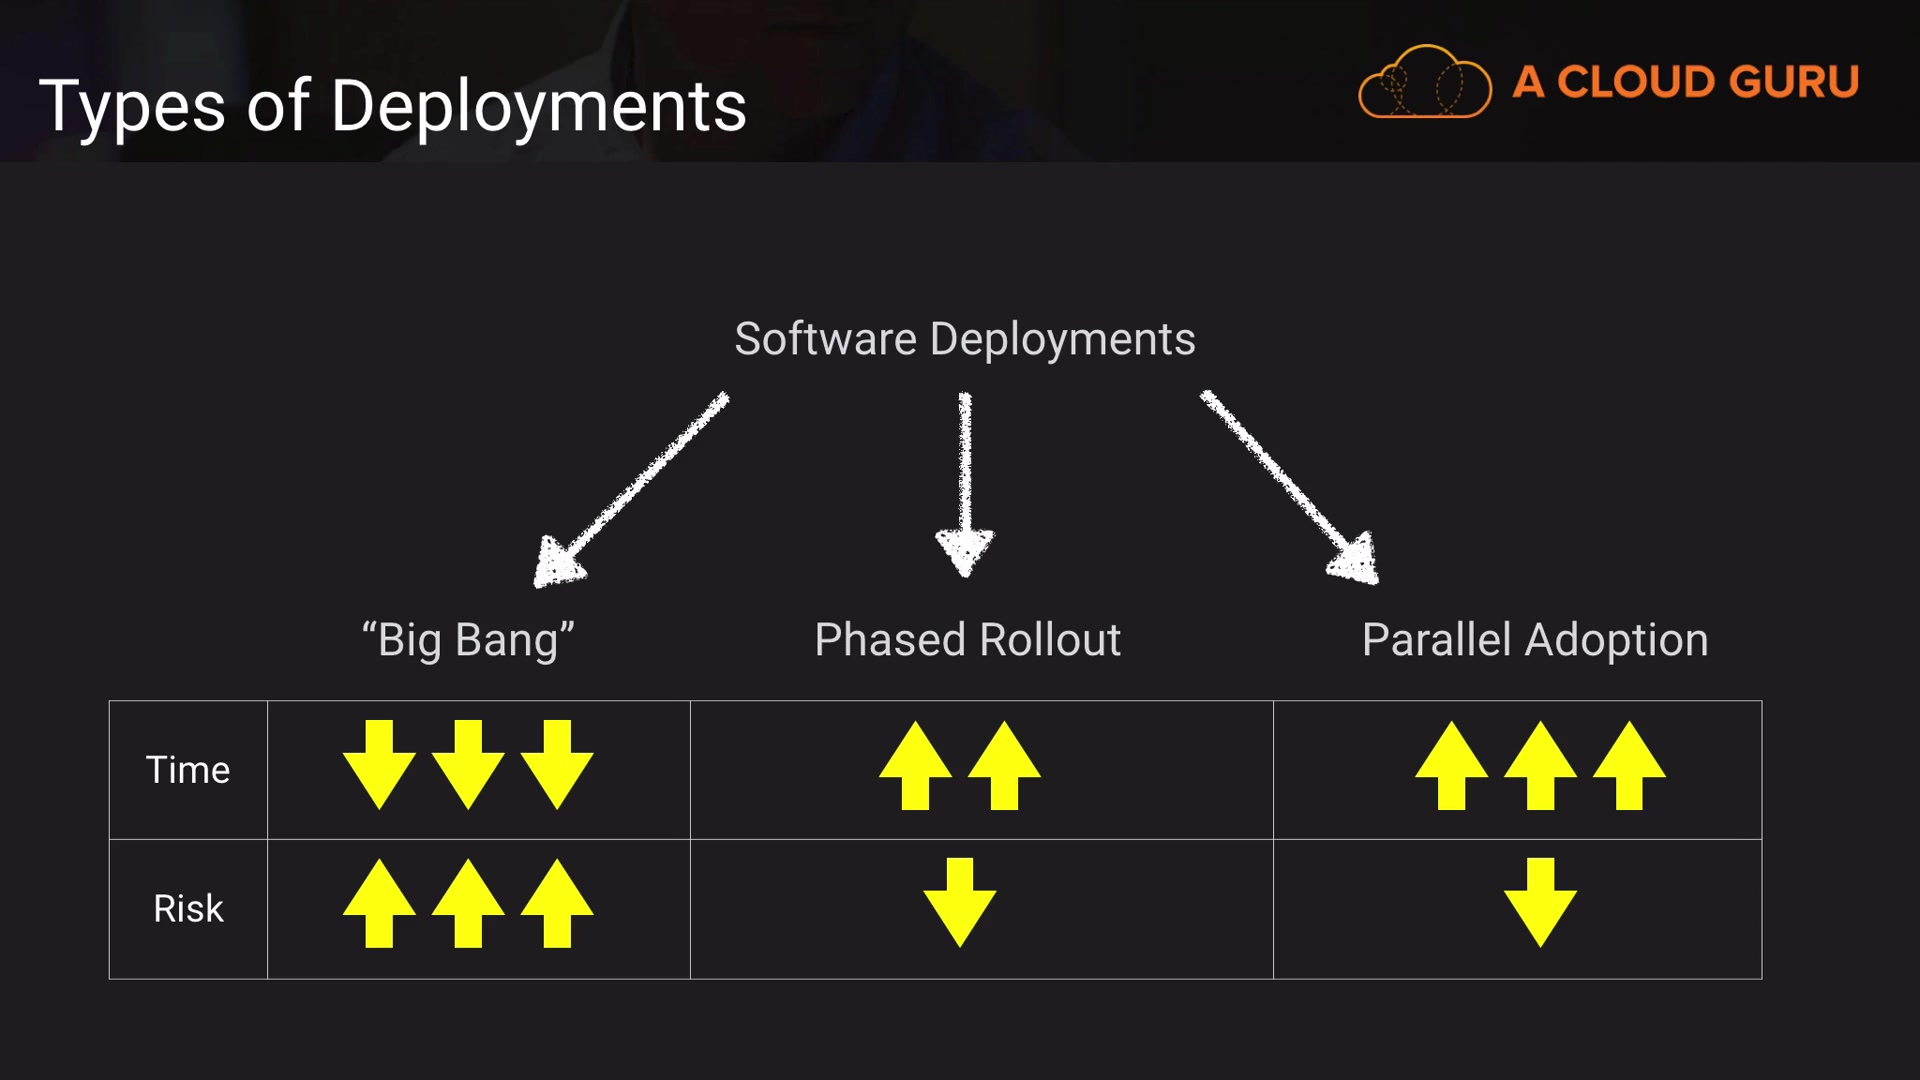 Types of Deployments
A CLOUD GURU
Software Deployments
“Big Bang”
Phased Rollout
Parallel Adoption
Time
Risk